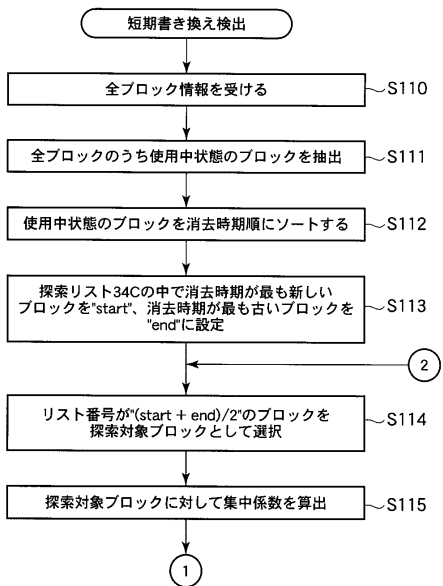 短期書き換え検出
全ブロック情報を受ける
S110
全ブロックのうち使用中状態のブロックを抽出
S111
使用中状態のブロックを消去時期順にソートする
S112
探索リスト34Cの中で消去時期が最も新しい
ブロックを"start"、消去時期が最も古いブロックを
"end"に設定
S113
2
リスト番号が"(start + end)/2"のブロックを
探索対象ブロックとして選択
S114
探索対象ブロックに対して集中係数を算出
S115
1